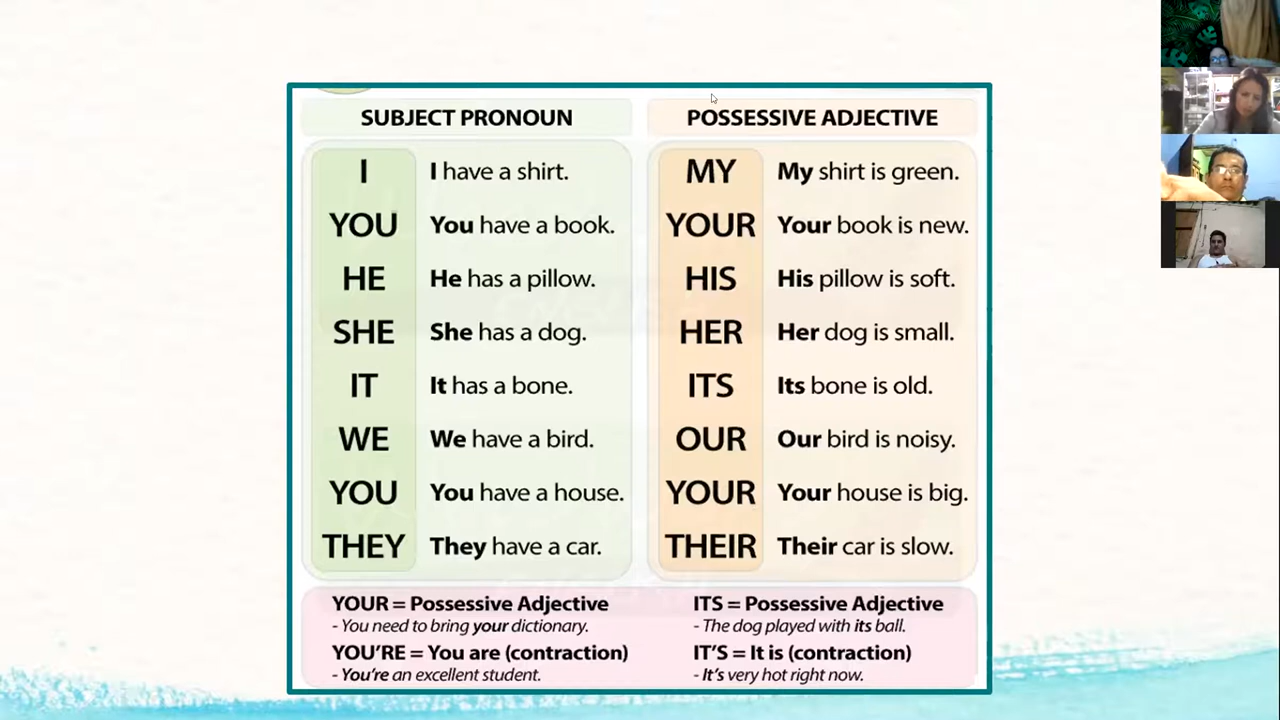 SUBJECT PRONOUN
I I have a shirt.
YOU You have a book.
HE He has a pillow.
SHE She has a dog.
IT It has a bone.
WE We have a bird.
YOU You have a house.
THEY They have a car.
POSSESSIVE ADJECTIVE
MY My shirt is green.
YOUR Your book is new.
HIS His pillow is soft.
HER Her dog is small.
ITS Its bone is old.
OUR Our bird is noisy.
YOUR Your house is big.
THEIR Their car is slow.
YOUR = Possessive Adjective
- You need to bring your dictionary.
YOU'RE = You are (contraction)
- You're an excellent student.
ITS = Possessive Adjective
- The dog played with its ball.
IT'S = It is (contraction)
- It's very hot right now.